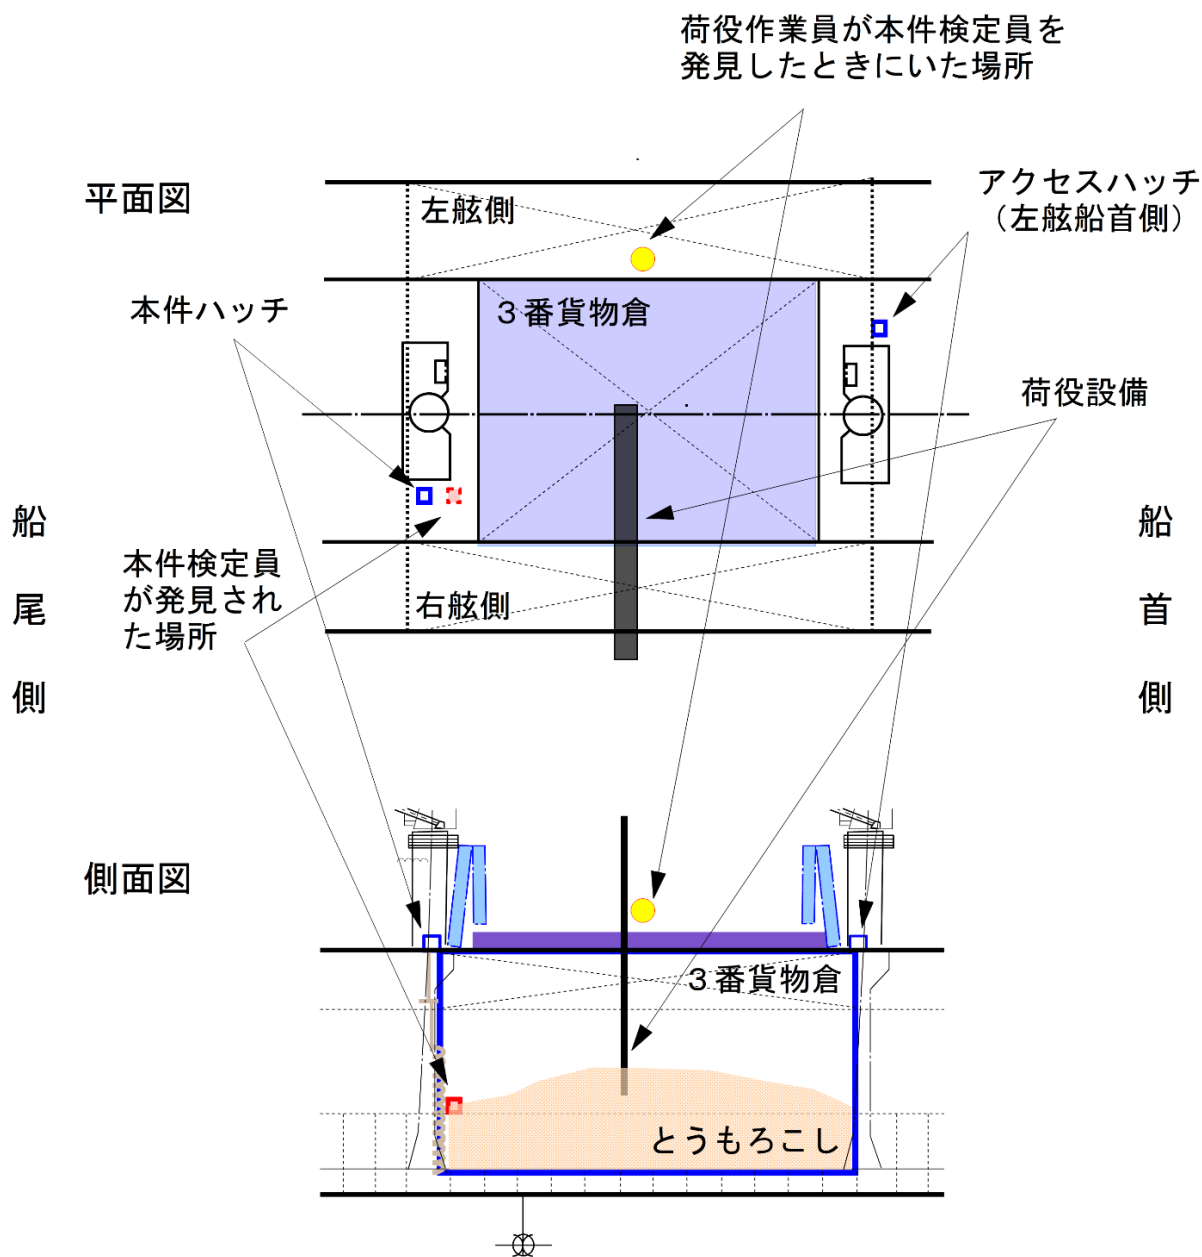 荷役作業員が本件検定員を
発見したときにいた場所
平面図
アクセスハッチ
（左舷船首側）
左舷側
本件ハッチ
３番貨物倉
荷役設備
船尾側
船首側
本件検定員
が発見され
た場所
右舷側
側面図
３番貨物倉
とうもろこし